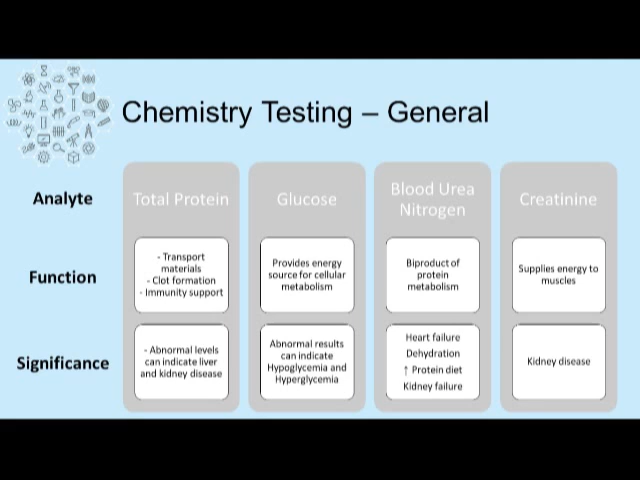 Chemistry Testing – General
Analyte
Total Protein
Glucose
Blood Urea
Nitrogen
Creatinine
Function
- Transport
materials
- Clot formation
- Immunity support
Provides energy
source for cellular
metabolism
Biproduct of
protein
metabolism
Supplies energy to
muscles
Significance
- Abnormal levels
can indicate liver
and kidney disease
Abnormal results
can indicate
Hypoglycemia and
Hyperglycemia
Heart failure
Dehydration
↑ Protein diet
Kidney failure
Kidney disease